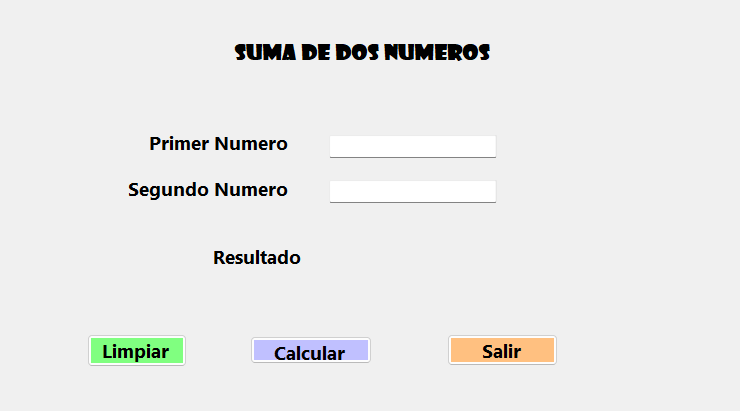 SUMA DE DOS NUMEROS
Primer Numero
Segundo Numero
Resultado
Limpiar Calcular Salir